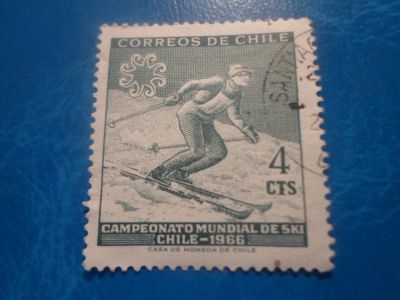 CORREOS DE CHILE
4
CTS
CAMPEONATO MUNDIAL DE SKI
CHILE-1966
CASA DE MONEDA DE CHILE